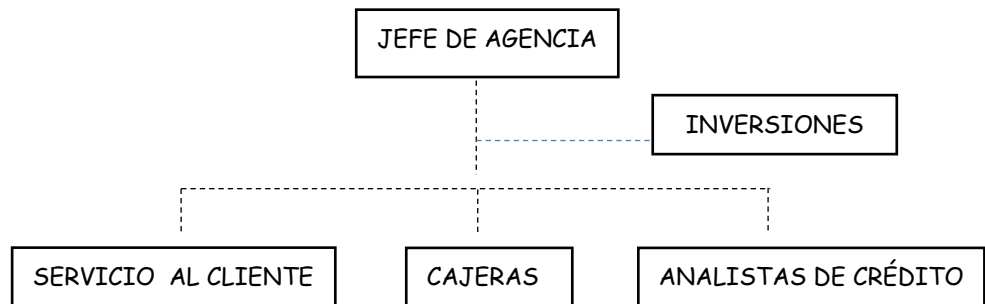 JEFE DE AGENCIA
INVERSIONES
SERVICIO AL CLIENTE
CAJERAS
ANALISTAS DE CRÉDITO